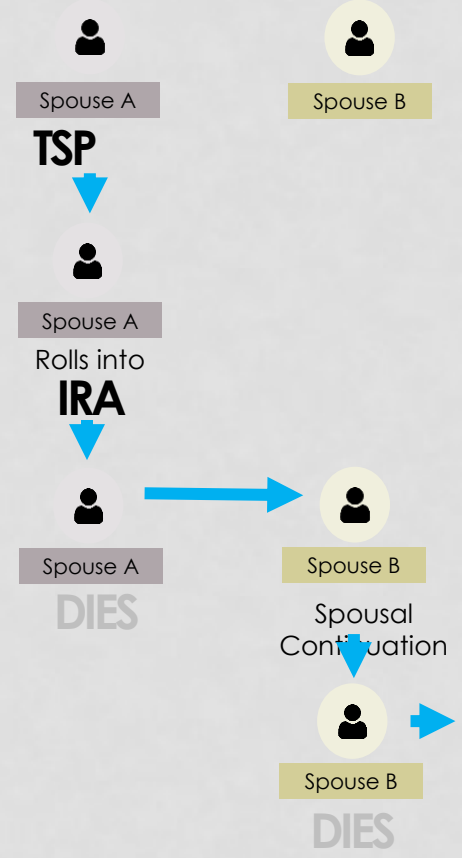 Spouse A
Spouse B
TSP
Spouse A
Rolls into
IRA
Spouse A
Spouse B
DIES
Spousal
Continuation
Spouse B
DIES